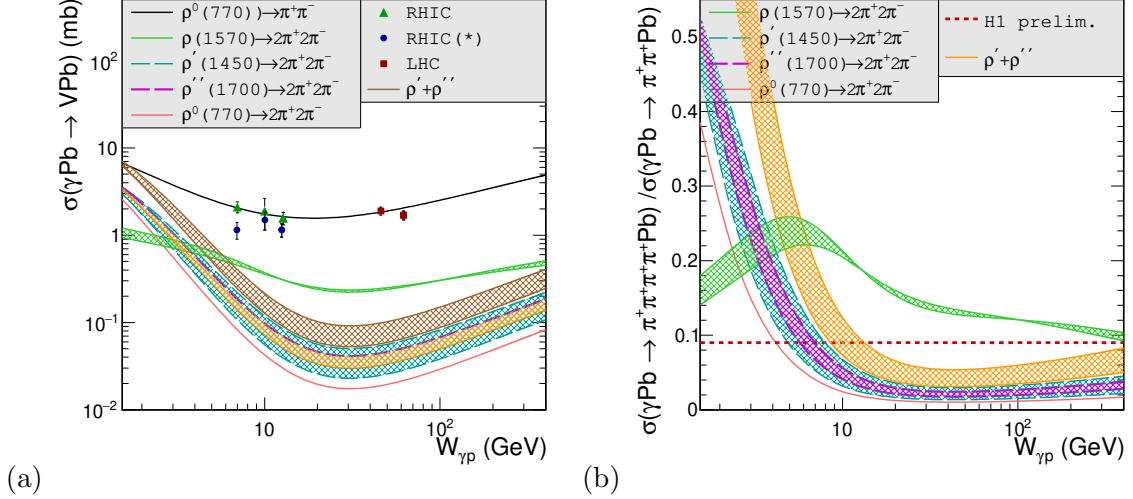 σ(γPb → VPb) (mb)
ρ⁰(770))→π⁺π⁻
ρ(1570)→2π⁺2π⁻
ρ'(1450)→2π⁺2π⁻
ρ''(1700)→2π⁺2π⁻
ρ⁰(770)→2π⁺2π⁻
RHIC
RHIC(*)
LHC
ρ'+ρ''
10²
10
1
10⁻¹
10⁻²
10 10²
W_γp (GeV)
(a)
σ(γPb → π⁺π⁺π⁺π⁺Pb) /σ(γPb → π⁺π⁺Pb)
ρ(1570)→2π⁺2π⁻
ρ'(1450)→2π⁺2π⁻
ρ''(1700)→2π⁺2π⁻
ρ⁰(770)→2π⁺2π⁻
H1 prelim.
ρ'+ρ''
0.5
0.4
0.3
0.2
0.1
0
10 10²
W_γp (GeV)
(b)